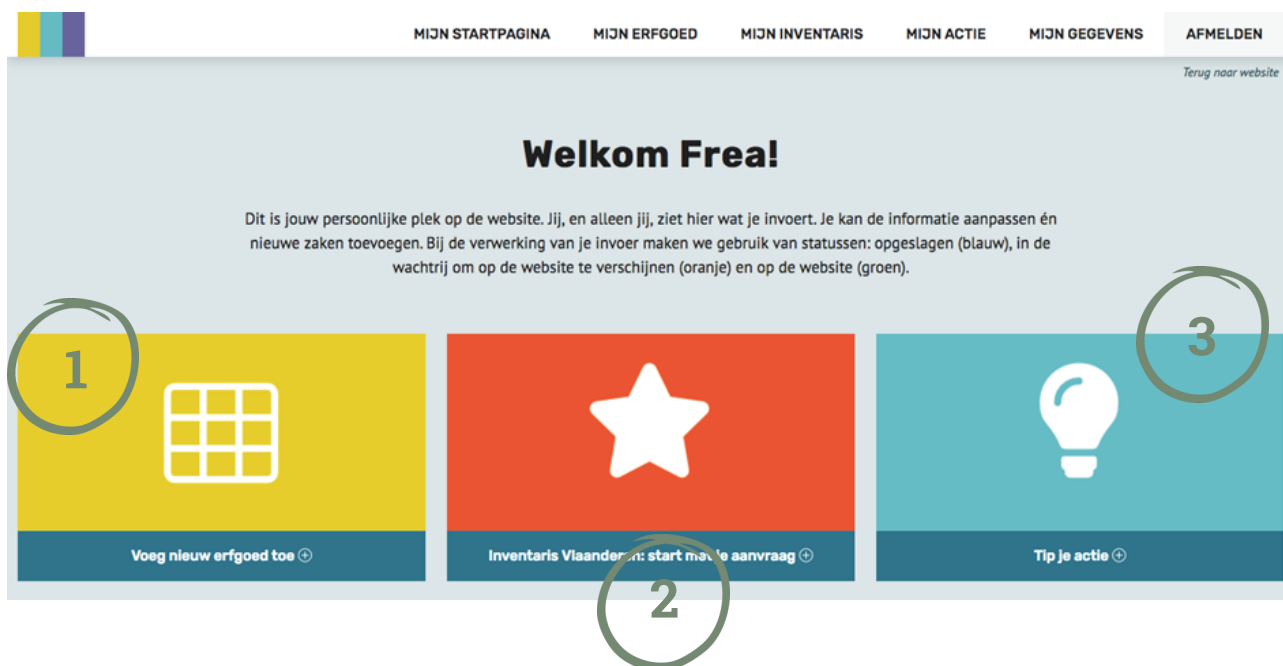 MIJN STARTPAGINA MIJN ERFGOED MIJN INVENTARIS MIJN ACTIE MIJN GEGEVENS AFMELDEN
Terug naar website
Welkom Frea!
Dit is jouw persoonlijke plek op de website. Jij, en alleen jij, ziet hier wat je invoert. Je kan de informatie aanpassen én
nieuwe zaken toevoegen. Bij de verwerking van je invoer maken we gebruik van statussen: opgeslagen (blauw), in de
wachtrij om op de website te verschijnen (oranje) en op de website (groen).
1
3
Voeg nieuw erfgoed toe
Inventaris Vlaanderen: start met je aanvraag
Tip je actie
2